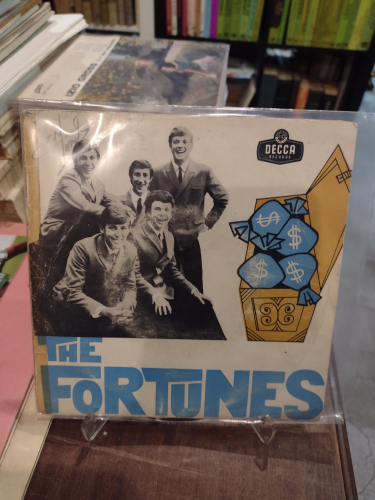 DECCA
RECORDS
$
$
$
$
THE
FORTUNES